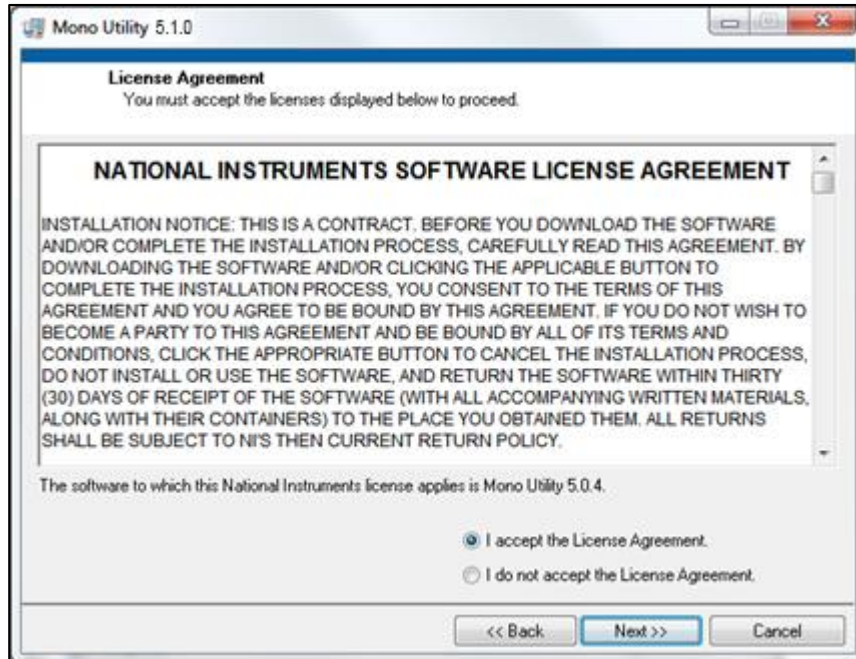 Mono Utility 5.1.0
License Agreement
You must accept the licenses displayed below to proceed.
NATIONAL INSTRUMENTS SOFTWARE LICENSE AGREEMENT
INSTALLATION NOTICE: THIS IS A CONTRACT. BEFORE YOU DOWNLOAD THE SOFTWARE
AND/OR COMPLETE THE INSTALLATION PROCESS, CAREFULLY READ THIS AGREEMENT. BY
DOWNLOADING THE SOFTWARE AND/OR CLICKING THE APPLICABLE BUTTON TO
COMPLETE THE INSTALLATION PROCESS, YOU CONSENT TO THE TERMS OF THIS
AGREEMENT AND YOU AGREE TO BE BOUND BY THIS AGREEMENT. IF YOU DO NOT WISH TO
BECOME A PARTY TO THIS AGREEMENT AND BE BOUND BY ALL OF ITS TERMS AND
CONDITIONS, CLICK THE APPROPRIATE BUTTON TO CANCEL THE INSTALLATION PROCESS,
DO NOT INSTALL OR USE THE SOFTWARE, AND RETURN THE SOFTWARE WITHIN THIRTY
(30) DAYS OF RECEIPT OF THE SOFTWARE (WITH ALL ACCOMPANYING WRITTEN MATERIALS,
ALONG WITH THEIR CONTAINERS) TO THE PLACE YOU OBTAINED THEM. ALL RETURNS
SHALL BE SUBJECT TO NI'S THEN CURRENT RETURN POLICY.
The software to which this National Instruments license applies is Mono Utility 5.0.4.
I accept the License Agreement.
I do not accept the License Agreement.
<< Back Next >> Cancel